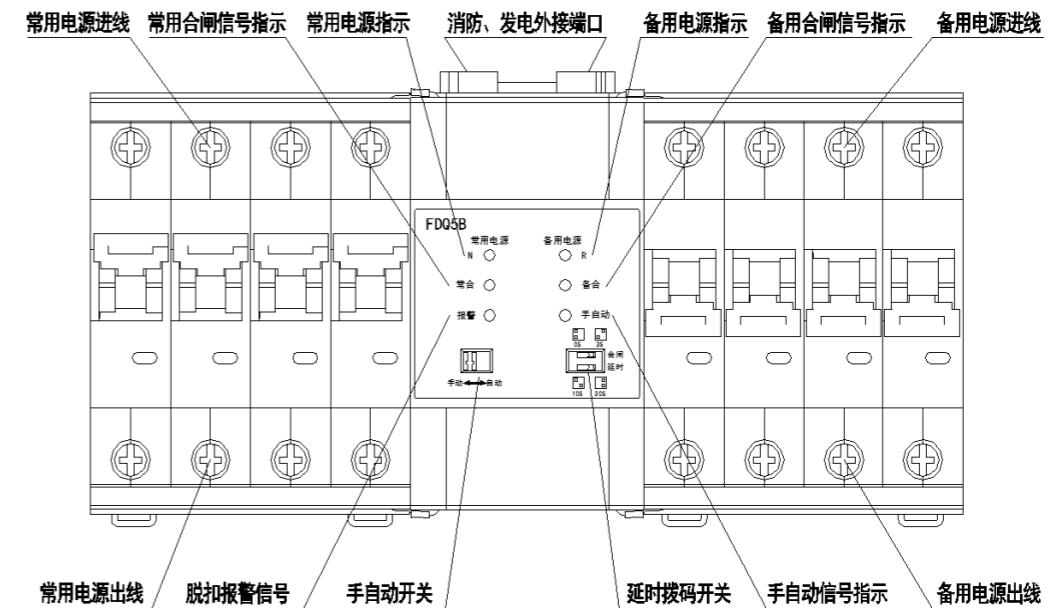 常用电源进线 常用合闸信号指示 常用电源指示 消防、发电外接端口 备用电源指示 备用合闸信号指示 备用电源进线
FDQ5B
常用电源 备用电源
N R
常合 备合
报警 手自动
0S 3S
合闸
延时
手动 自动
10S 30S
常用电源出线 脱扣报警信号 手自动开关 延时拨码开关 手自动信号指示 备用电源出线